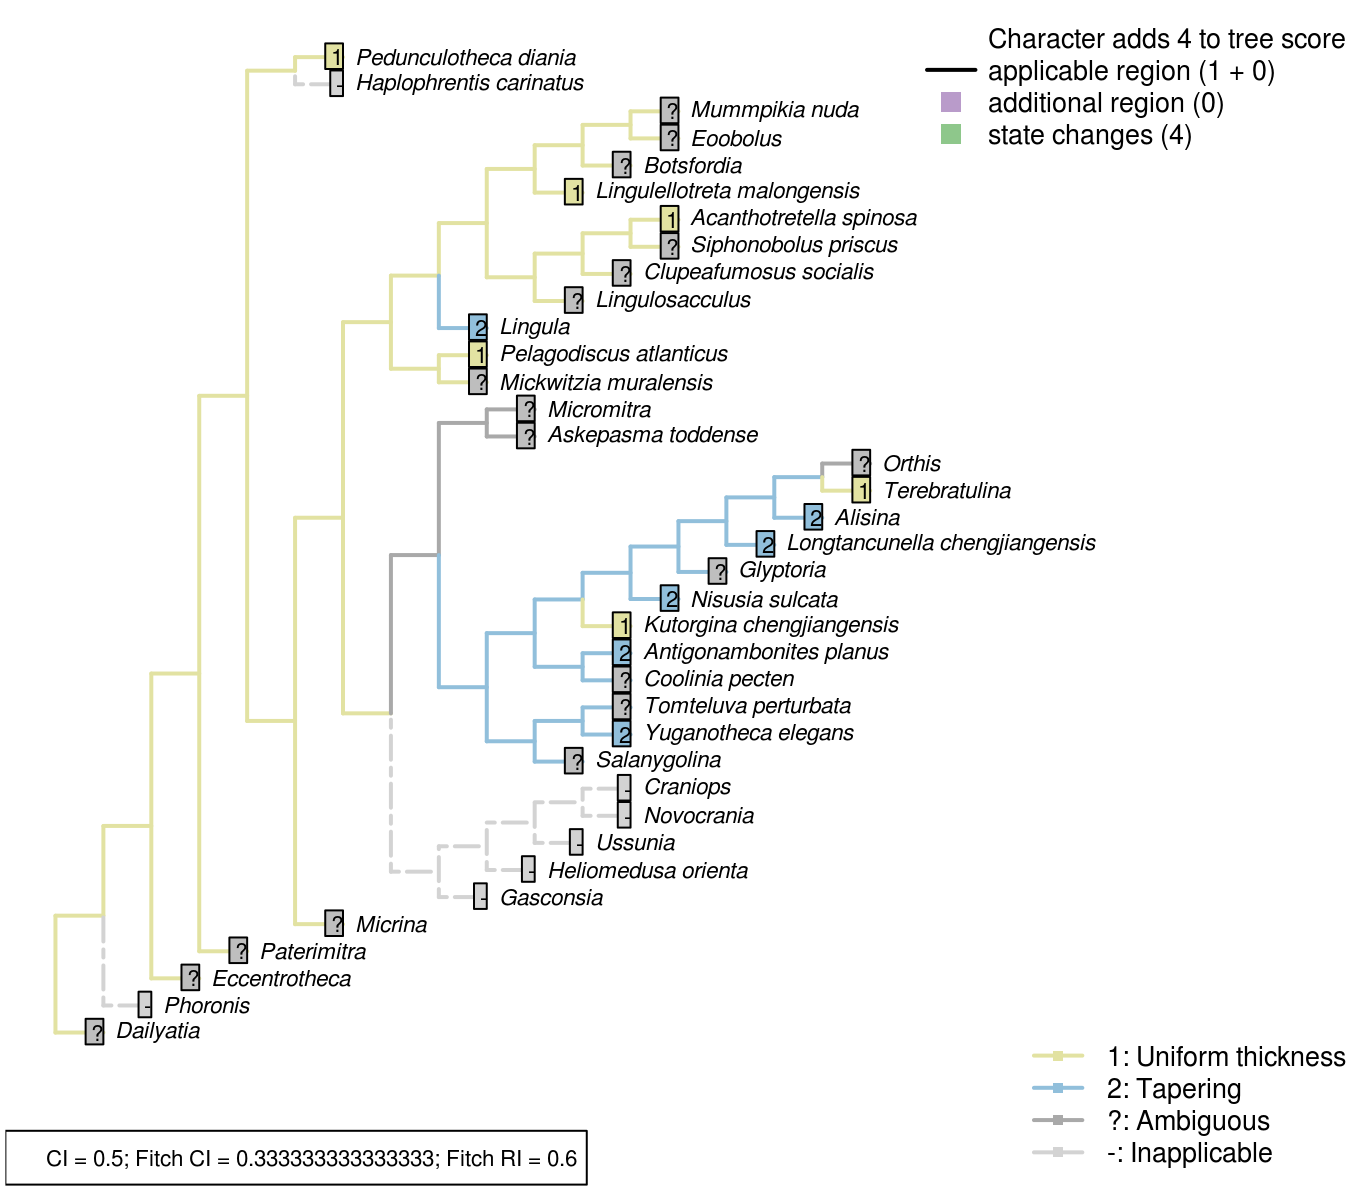 Character adds 4 to tree score
applicable region (1 + 0)
additional region (0)
state changes (4)
1 Pedunculotheca diania
- Haplophrentis carinatus
? Mummpikia nuda
? Eoobolus
? Botsfordia
1 Lingulellotreta malongensis
1 Acanthotretella spinosa
? Siphonobolus priscus
? Clupeafumosus socialis
? Lingulosacculus
2 Lingula
1 Pelagodiscus atlanticus
? Mickwitzia muralensis
? Micromitra
? Askepasma toddense
? Orthis
1 Terebratulina
2 Alisina
2 Longtancunella chengjiangensis
? Glyptoria
2 Nisusia sulcata
1 Kutorgina chengjiangensis
2 Antigonambonites planus
? Coolinia pecten
? Tomteluva perturbata
2 Yuganotheca elegans
? Salanygolina
- Craniops
- Novocrania
- Ussunia
- Heliomedusa orienta
- Gasconsia
? Micrina
? Paterimitra
? Eccentrotheca
- Phoronis
? Dailyatia
1: Uniform thickness
2: Tapering
?: Ambiguous
-: Inapplicable
CI = 0.5; Fitch CI = 0.333333333333333; Fitch RI = 0.6